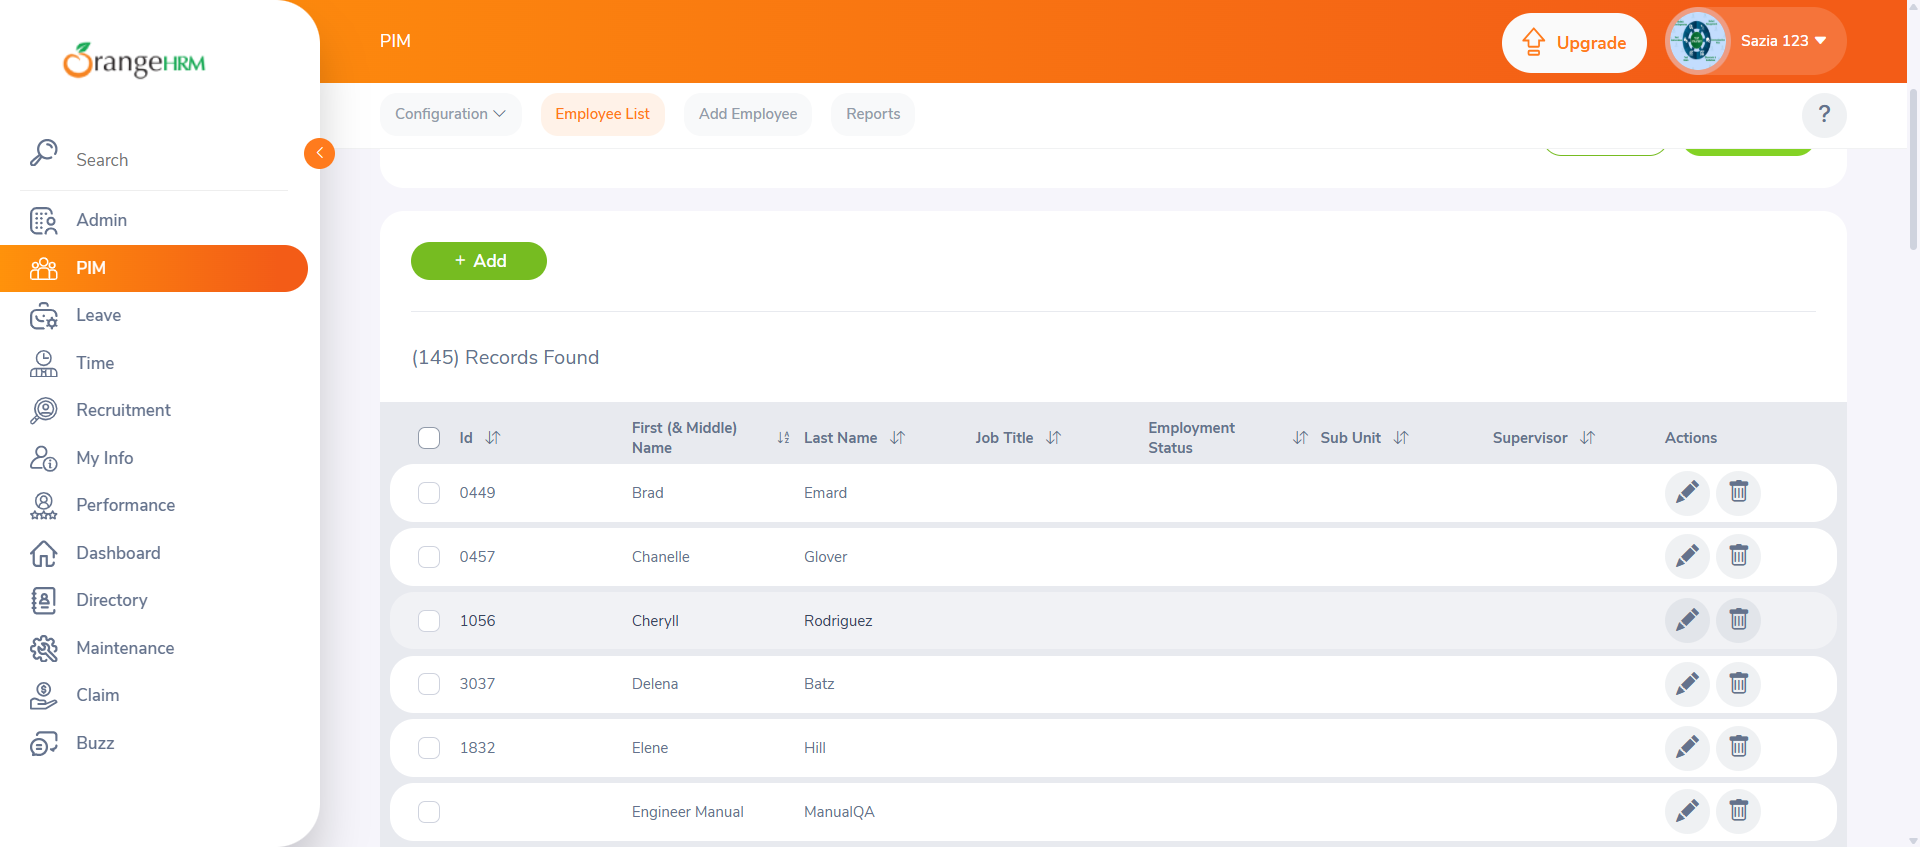 OrangeHRM
Search
Admin
PIM
Leave
Time
Recruitment
My Info
Performance
Dashboard
Directory
Maintenance
Claim
Buzz
PIM
Upgrade
Sazia 123
Configuration
Employee List
Add Employee
Reports
?
+ Add
(145) Records Found
Id
First (& Middle)
Name
Last Name
Job Title
Employment
Status
Sub Unit
Supervisor
Actions
0449 Brad Emard
0457 Chanelle Glover
1056 Cheryll Rodriguez
3037 Delena Batz
1832 Elene Hill
Engineer Manual ManualQA